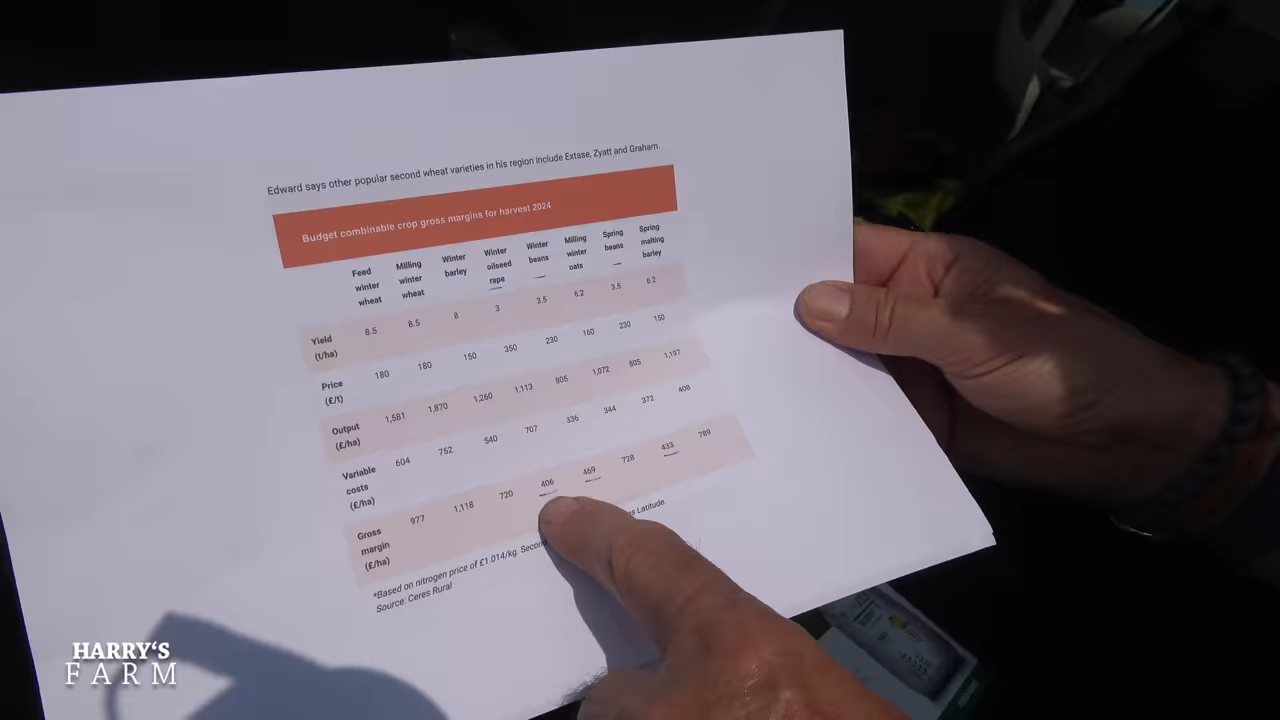 Edward says other popular second wheat varieties in his region include Extase, Zyatt and Graham.
Budget combinable crop gross margins for harvest 2024
Feed winter wheat Milling winter wheat Winter barley Winter oilseed rape Winter beans Milling winter oats Spring beans Spring malting barley
Yield (t/ha) 8.5 8.5 8 3 3.5 6.2 3.5 6.2
Price (£/t) 180 180 150 350 230 160 230 150
Output (£/ha) 1,581 1,870 1,260 1,113 805 1,072 805 1,197
Variable costs (£/ha) 604 752 540 707 336 344 372 408
Gross margin (£/ha) 977 1,118 720 406 469 728 433 789
*Based on nitrogen price of £1.014/kg. Secon Latitude.
Source: Ceres Rural
HARRY'S
FARM